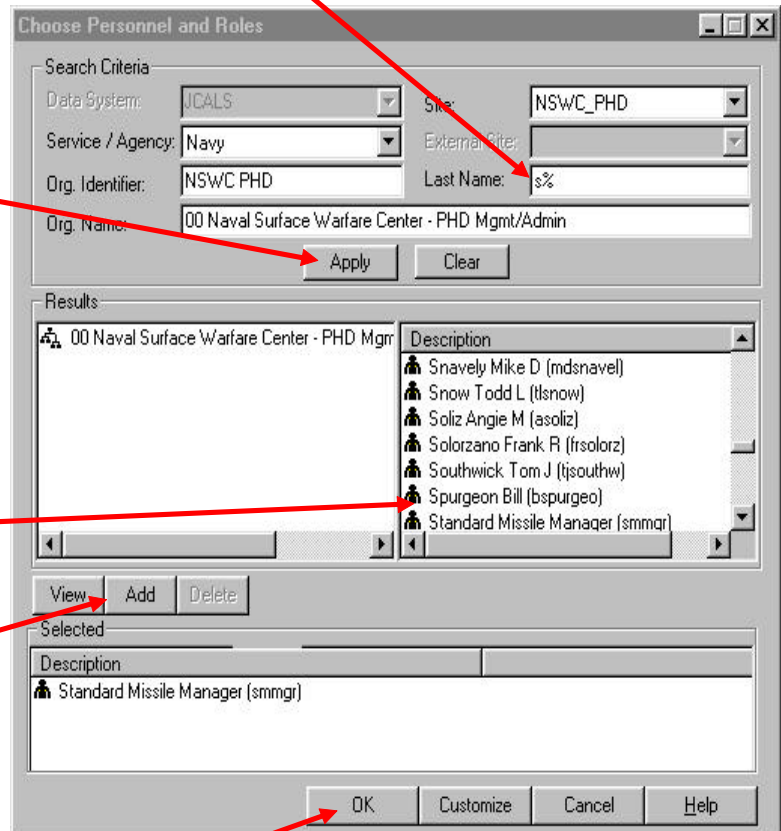 Choose Personnel and Roles
Search Criteria
Data System: JCALS Site: NSWC_PHD
Service / Agency: Navy External Site:
Org. Identifier: NSWC PHD Last Name: s%
Org. Name: 00 Naval Surface Warfare Center - PHD Mgmt/Admin
Apply Clear
Results
00 Naval Surface Warfare Center - PHD Mgm
Description
Snavely Mike D (mdsnavel)
Snow Todd L (tlsnow)
Soliz Angie M (asoliz)
Solorzano Frank R (frsolorz)
Southwick Tom J (tjsouthw)
Spurgeon Bill (bspurgeo)
Standard Missile Manager (smmgr)
View Add Delete
Selected
Description
Standard Missile Manager (smmgr)
OK Customize Cancel Help